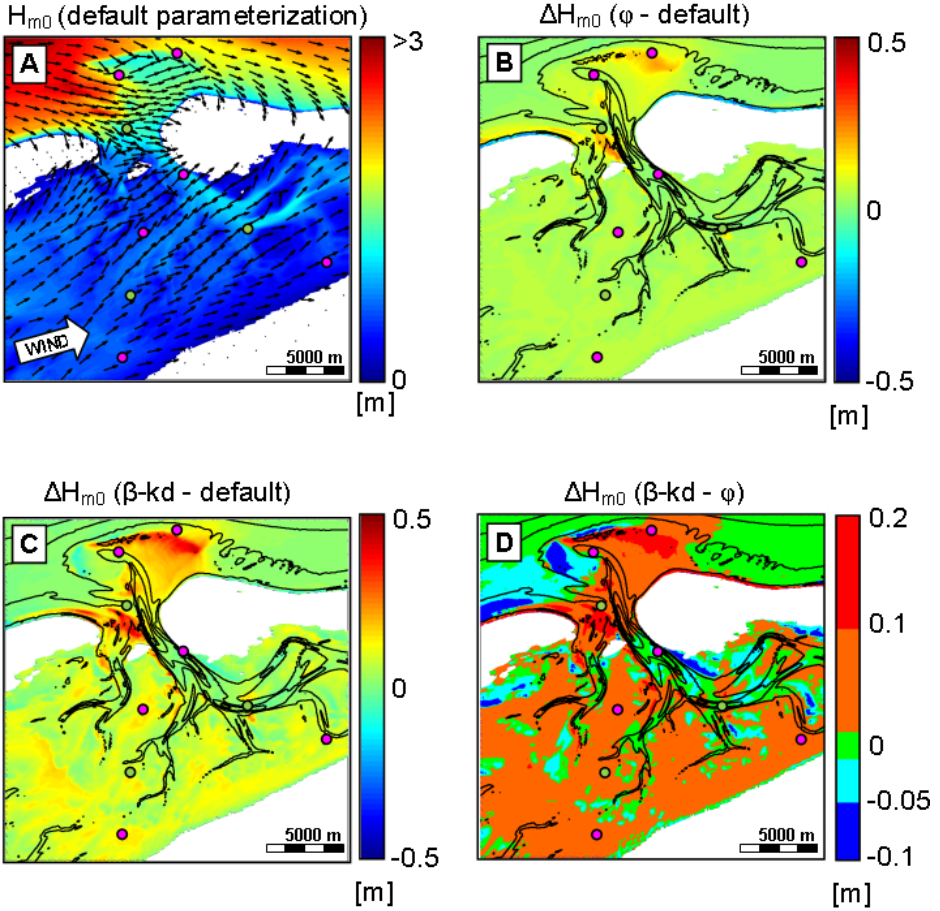 Hm0 (default parameterization)
A
>3
0
[m]
WIND
5000 m
ΔHm0 (φ - default)
B
0.5
0
-0.5
[m]
5000 m
ΔHm0 (β-kd - default)
C
0.5
0
-0.5
[m]
5000 m
ΔHm0 (β-kd - φ)
D
0.2
0.1
0
-0.05
-0.1
[m]
5000 m